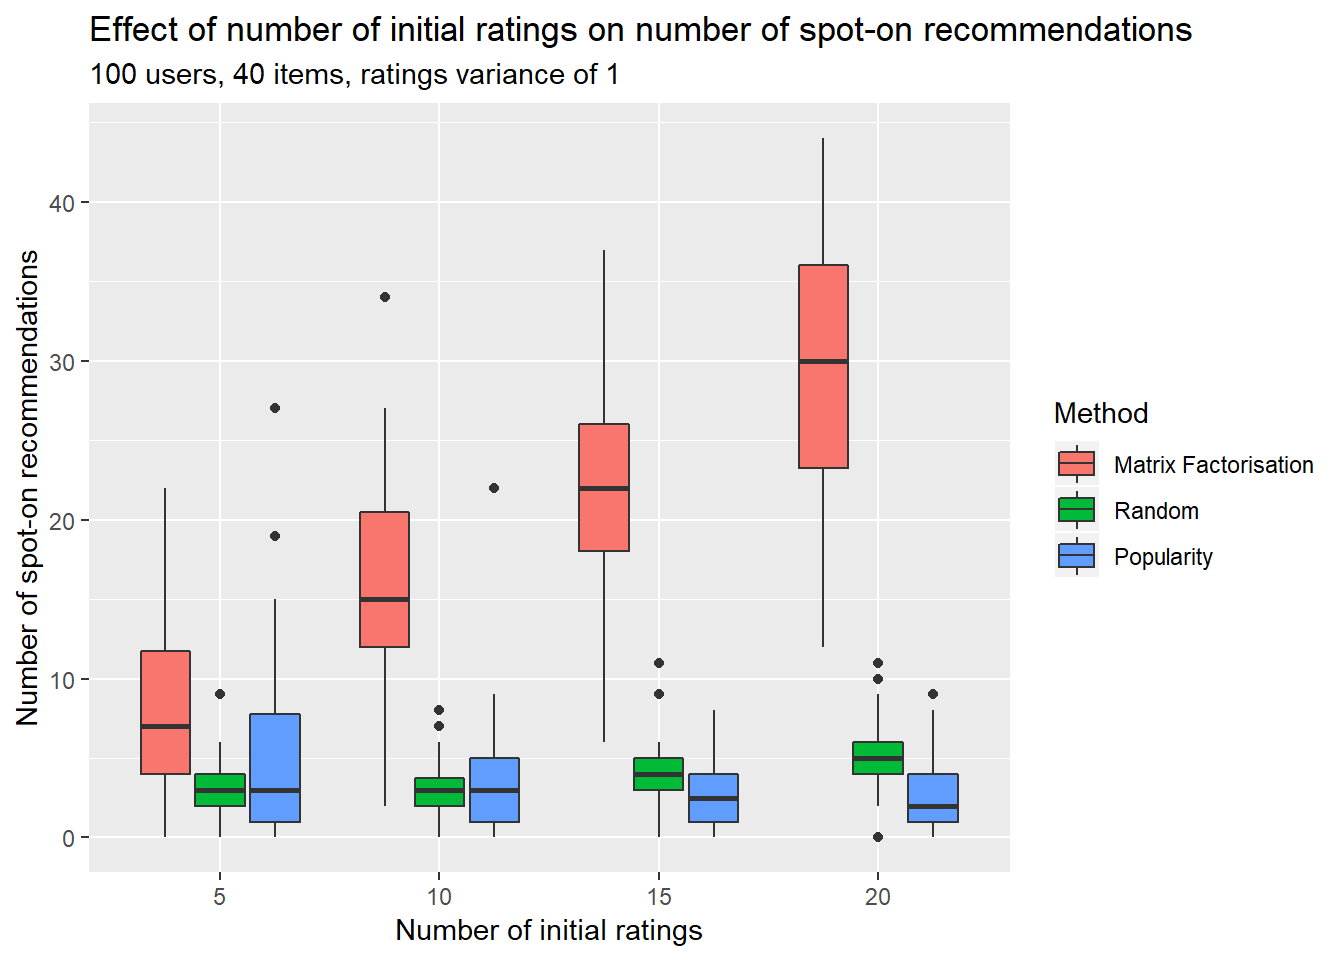 Effect of number of initial ratings on number of spot-on recommendations
100 users, 40 items, ratings variance of 1
Number of spot-on recommendations
40
30
20
10
0
5
10
15
20
Number of initial ratings
Method
Matrix Factorisation
Random
Popularity